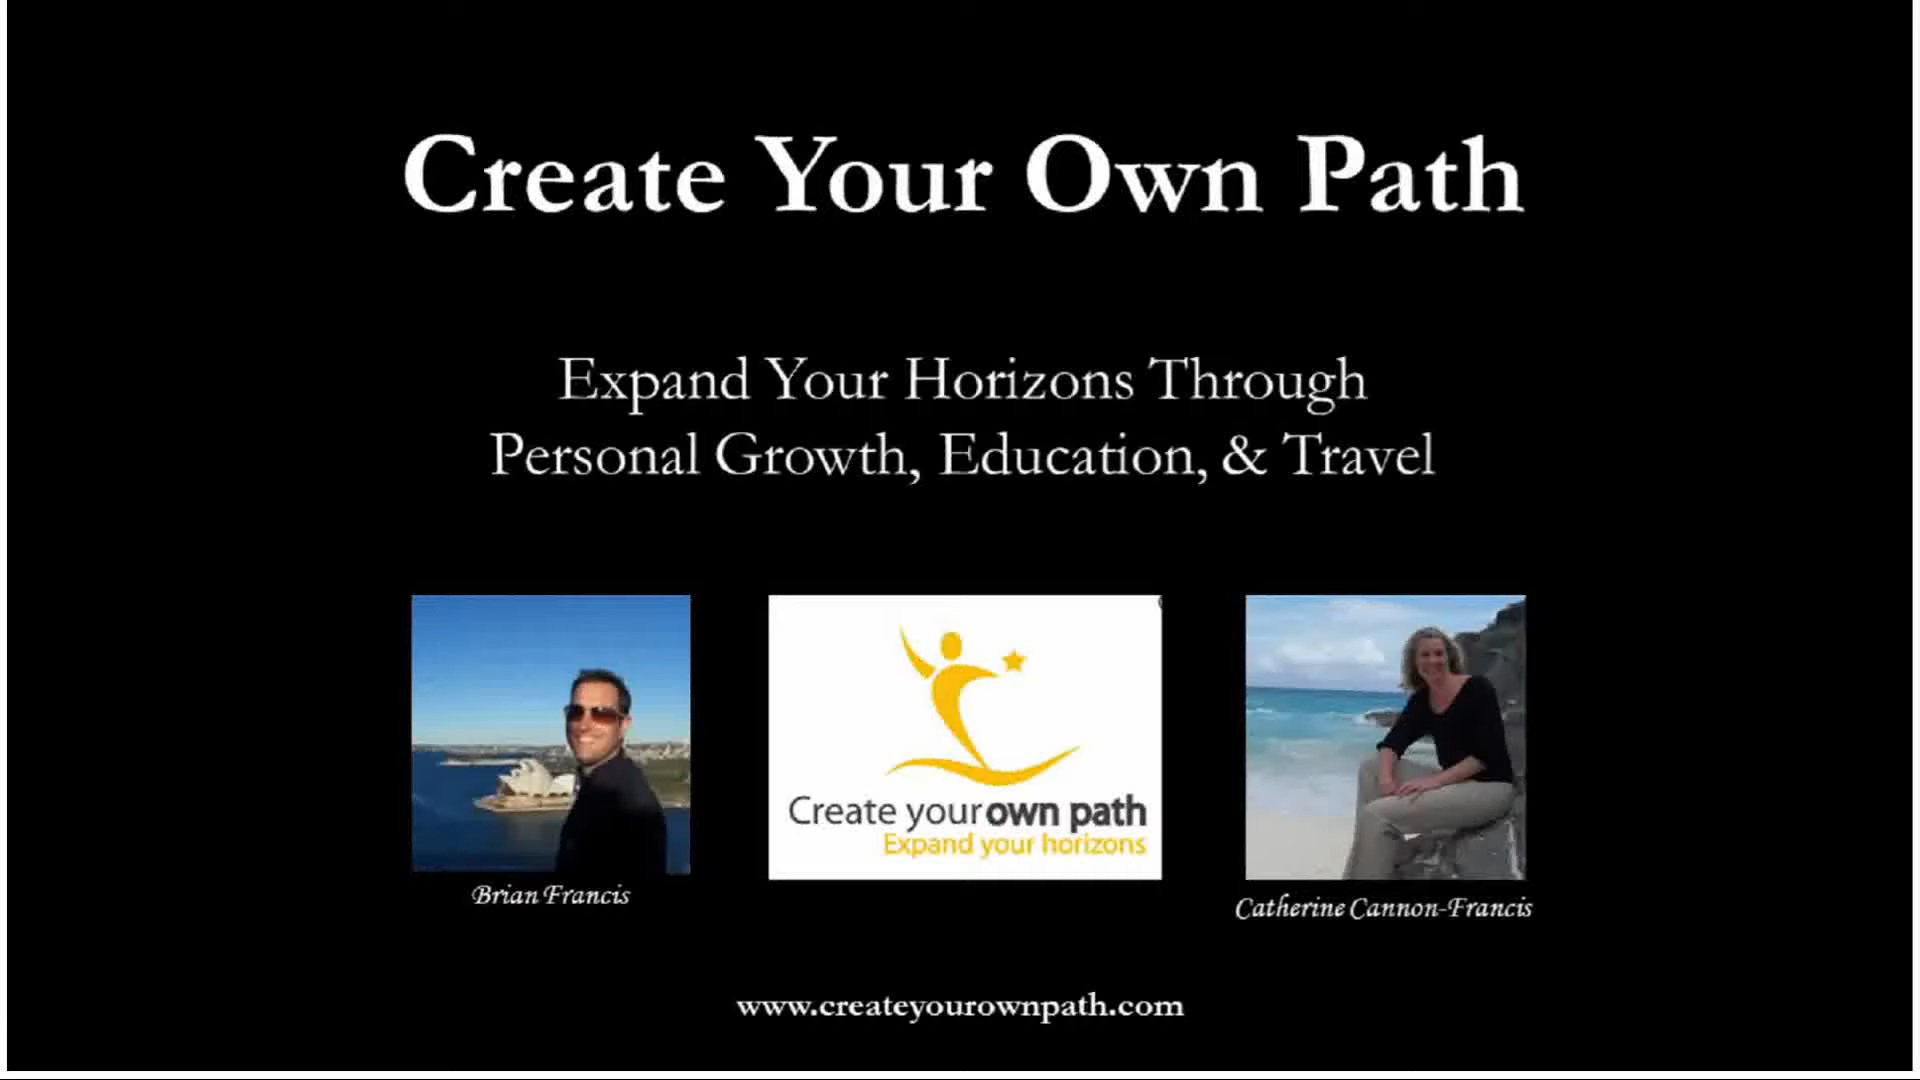 Create Your Own Path
Expand Your Horizons Through
Personal Growth, Education, & Travel
Create your own path
Expand your horizons
Brian Francis
Catherine Cannon-Francis
www.createyourownpath.com